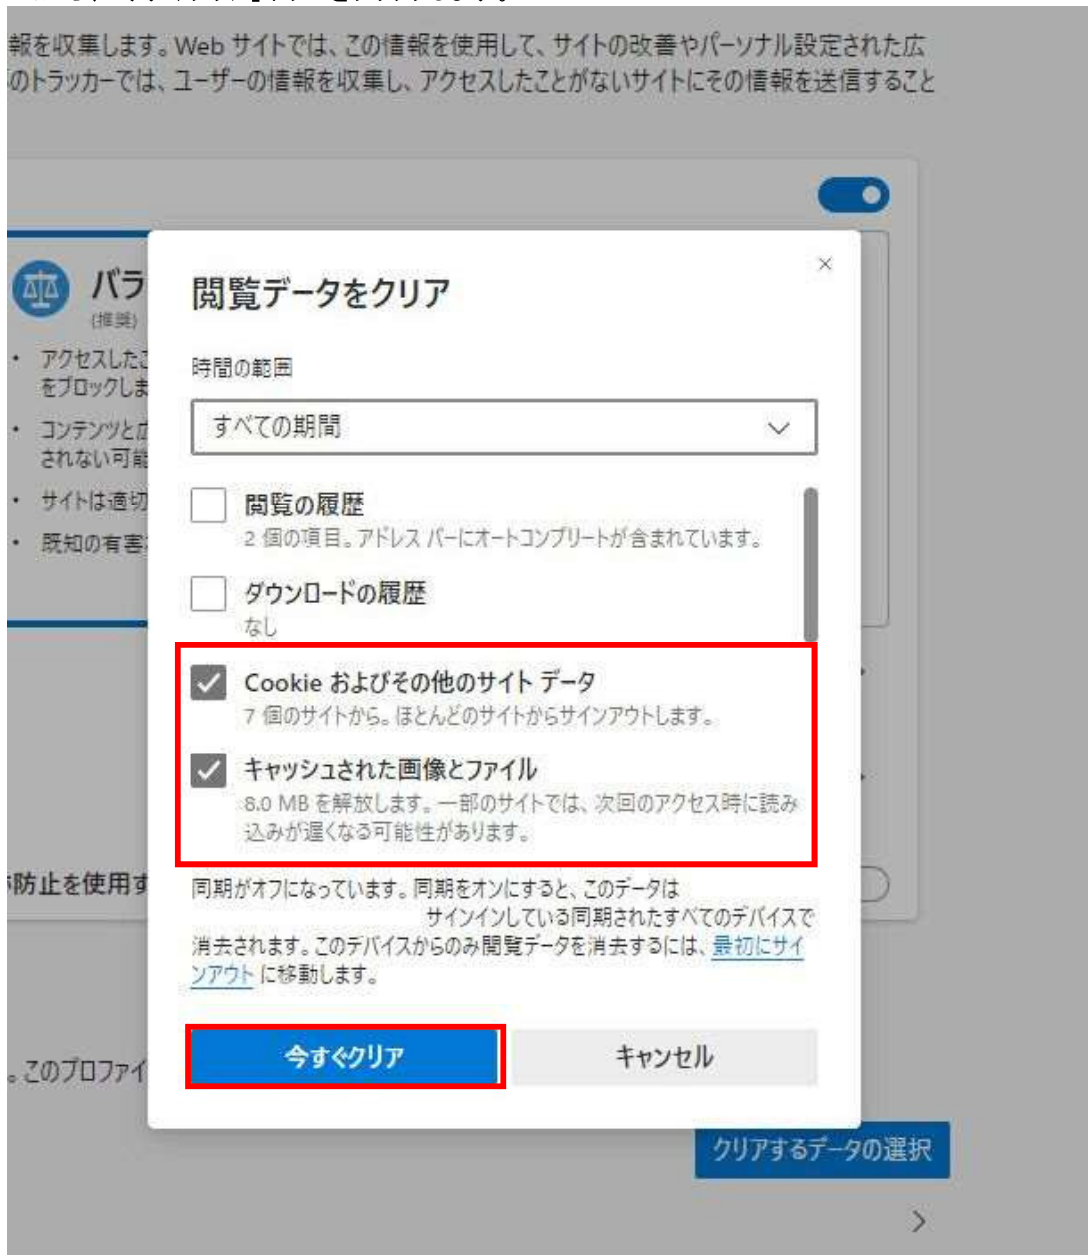 報を収集します。Web サイトでは、この情報を使用して、サイトの改善やパーソナル設定された広
のトラッカーでは、ユーザーの情報を収集し、アクセスしたことがないサイトにその情報を送信すること
バラ
(推奨)
• アクセスしたこ
をブロックしま
• コンテンツと広
されない可能
• サイトは適切
• 既知の有害
閲覧データをクリア
時間の範囲
すべての期間
閲覧の履歴
2 個の項目。アドレス バーにオートコンプリートが含まれています。
ダウンロードの履歴
なし
Cookie およびその他のサイト データ
7 個のサイトから。ほとんどのサイトからサインアウトします。
キャッシュされた画像とファイル
8.0 MB を解放します。一部のサイトでは、次回のアクセス時に読み
込みが遅くなる可能性があります。
防止を使用す
同期がオフになっています。同期をオンにすると、このデータは
サインインしている同期されたすべてのデバイスで
消去されます。このデバイスからのみ閲覧データを消去するには、最初にサイ
ンアウト に移動します。
今すぐクリア
キャンセル
。このプロファイ
クリアするデータの選択